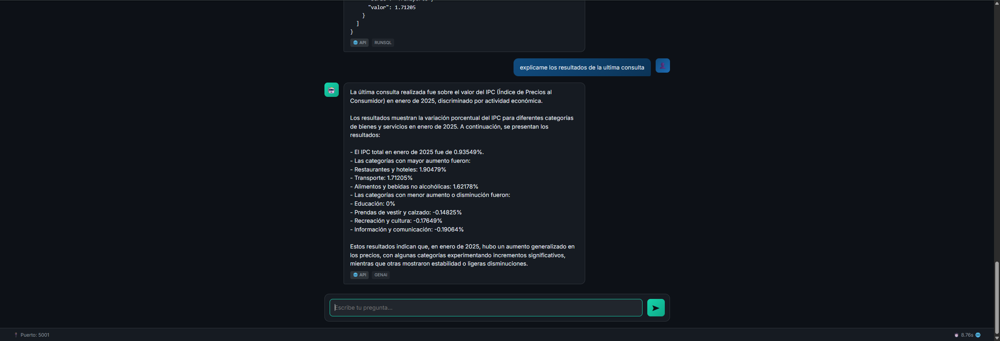 "valor": 1.71205
}
]
}
API RUNSQL
explicame los resultados de la ultima consulta
La última consulta realizada fue sobre el valor del IPC (Índice de Precios al
Consumidor) en enero de 2025, discriminado por actividad económica.
Los resultados muestran la variación porcentual del IPC para diferentes categorías
de bienes y servicios en enero de 2025. A continuación, se presentan los
resultados:
- El IPC total en enero de 2025 fue de 0.93549%.
- Las categorías con mayor aumento fueron:
- Restaurantes y hoteles: 1.90479%
- Transporte: 1.71205%
- Alimentos y bebidas no alcohólicas: 1.62178%
- Las categorías con menor aumento o disminución fueron:
- Educación: 0%
- Prendas de vestir y calzado: -0.14825%
- Recreación y cultura: -0.17649%
- Información y comunicación: -0.19064%
Estos resultados indican que, en enero de 2025, hubo un aumento generalizado en
los precios, con algunas categorías experimentando incrementos significativos,
mientras que otras mostraron estabilidad o ligeras disminuciones.
API GENAI
Escribe tu pregunta...
Puerto: 5001
8.76s